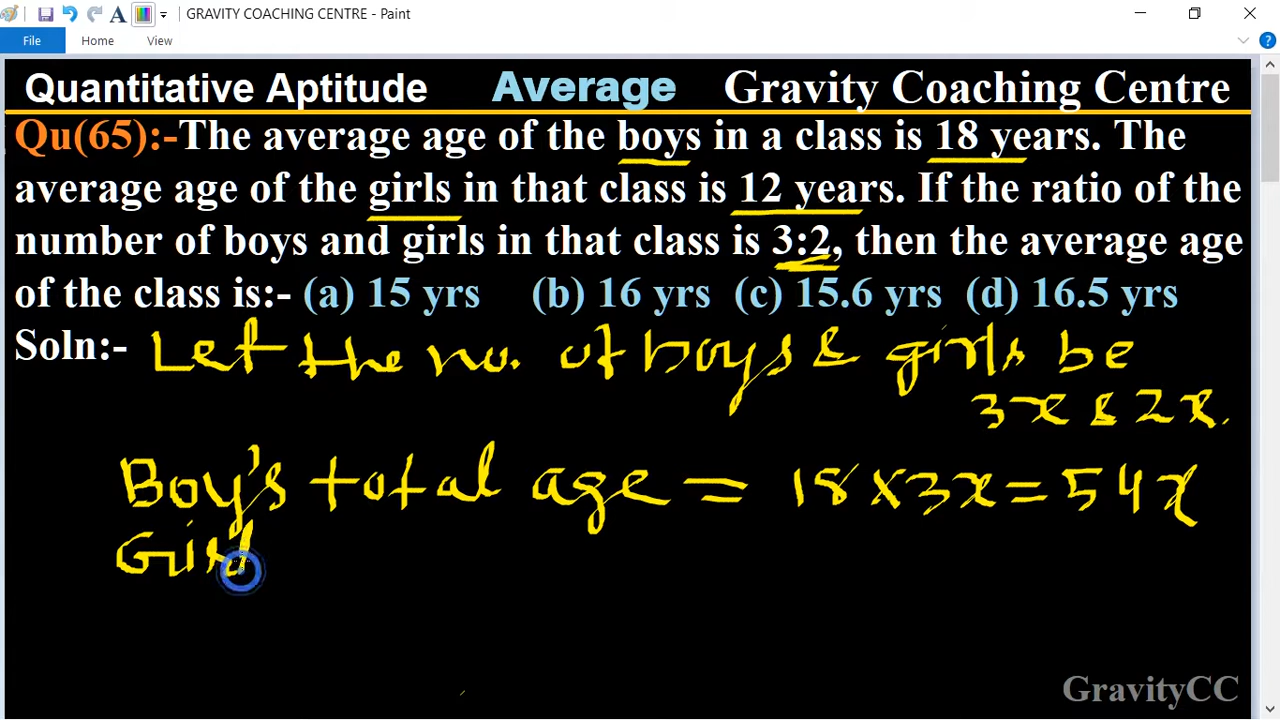 GRAVITY COACHING CENTRE - Paint
File Home View
Quantitative Aptitude Average Gravity Coaching Centre
Qu(65):-The average age of the boys in a class is 18 years. The
average age of the girls in that class is 12 years. If the ratio of the
number of boys and girls in that class is 3:2, then the average age
of the class is:- (a) 15 yrs (b) 16 yrs (c) 15.6 yrs (d) 16.5 yrs
Soln:- Let the no. of boys & girls be
3x & 2x.
Boy's total age = 18×3x=54x
Girl
GravityCC